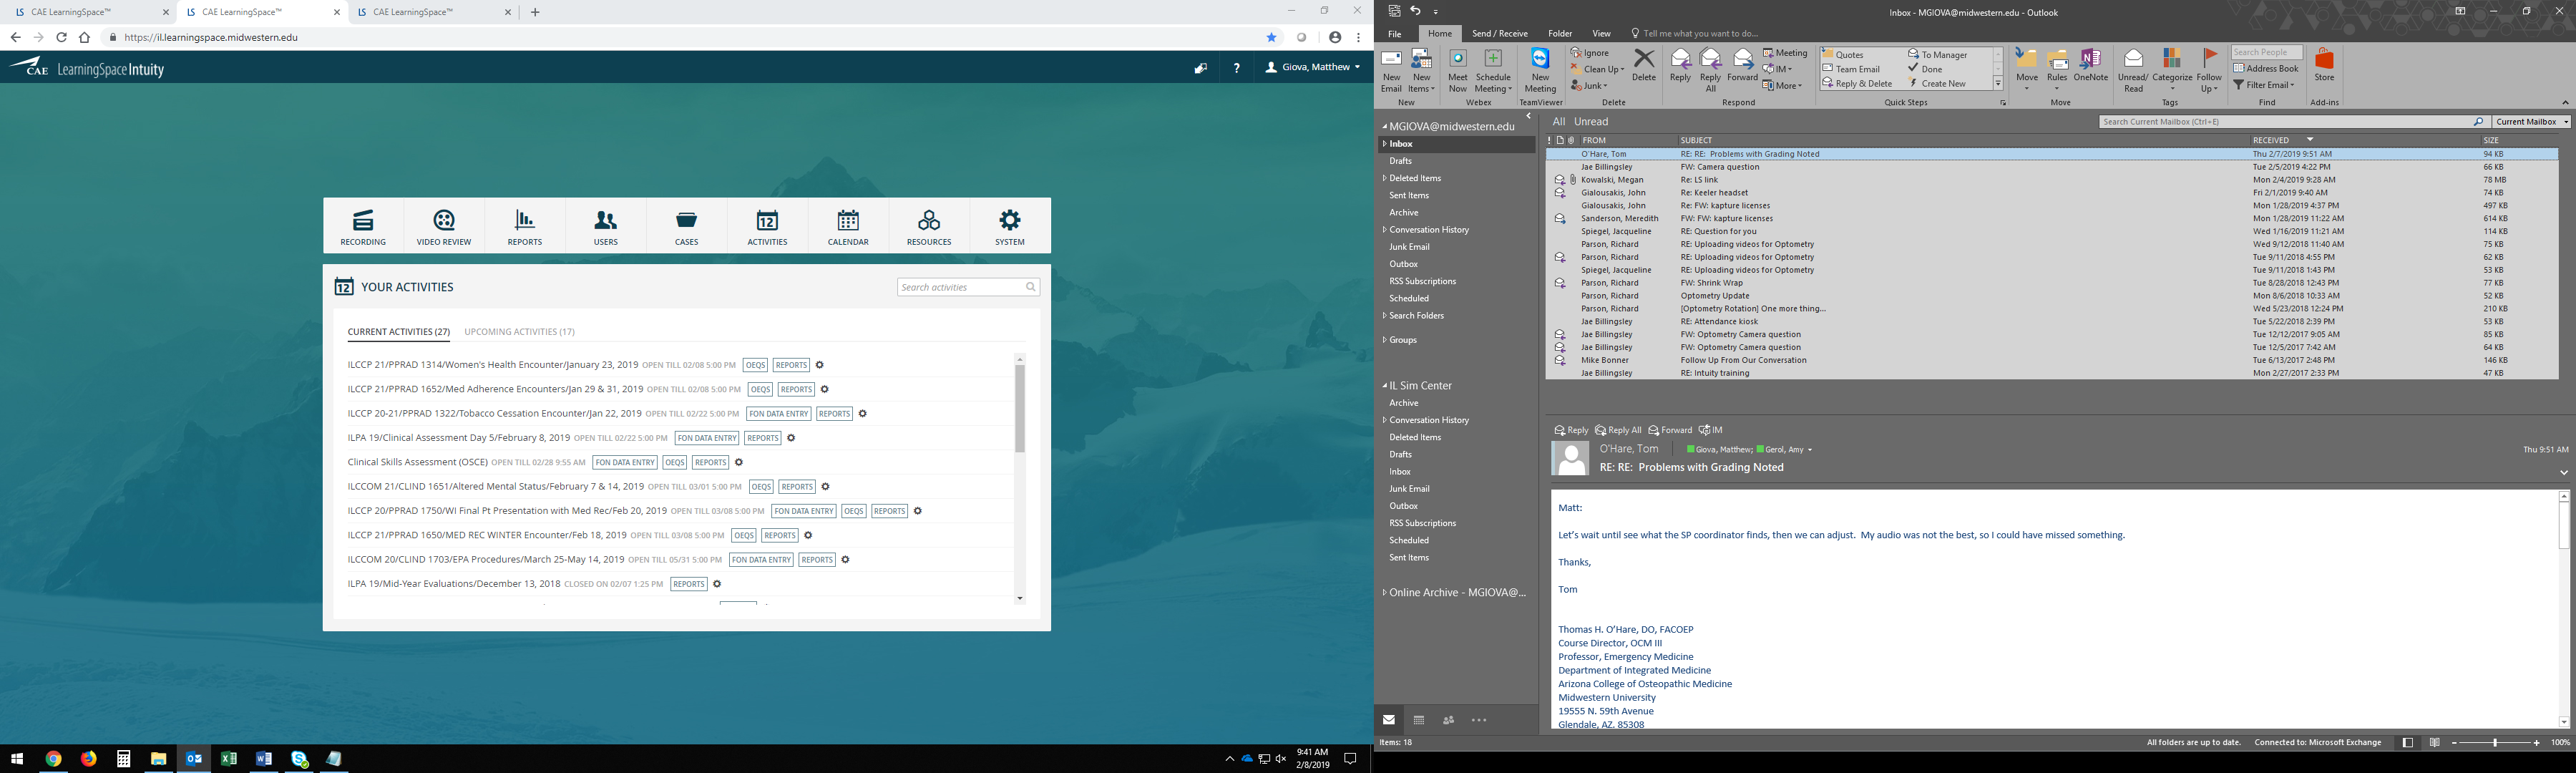 CAE LearningSpace™
CAE LearningSpace™
CAE LearningSpace™
https://il.learningspace.midwestern.edu
CAE LearningSpace Intuity
?
Giova, Matthew
RECORDING
VIDEO REVIEW
REPORTS
USERS
CASES
12
ACTIVITIES
CALENDAR
RESOURCES
SYSTEM
12 YOUR ACTIVITIES
Search activities
CURRENT ACTIVITIES (27) UPCOMING ACTIVITIES (17)
ILCCP 21/PPRAD 1314/Women's Health Encounter/January 23, 2019 OPEN TILL 02/08 5:00 PM OEQS REPORTS
ILCCP 21/PPRAD 1652/Med Adherence Encounters/Jan 29 & 31, 2019 OPEN TILL 02/08 5:00 PM OEQS REPORTS
ILCCP 20-21/PPRAD 1322/Tobacco Cessation Encounter/Jan 22, 2019 OPEN TILL 02/22 5:00 PM FON DATA ENTRY REPORTS
ILPA 19/Clinical Assessment Day 5/February 8, 2019 OPEN TILL 02/22 5:00 PM FON DATA ENTRY REPORTS
Clinical Skills Assessment (OSCE) OPEN TILL 02/28 9:55 AM FON DATA ENTRY OEQS REPORTS
ILCCOM 21/CLIND 1651/Altered Mental Status/February 7 & 14, 2019 OPEN TILL 03/01 5:00 PM OEQS REPORTS
ILCCP 20/PPRAD 1750/WI Final Pt Presentation with Med Rec/Feb 20, 2019 OPEN TILL 03/08 5:00 PM FON DATA ENTRY OEQS REPORTS
ILCCP 21/PPRAD 1650/MED REC WINTER Encounter/Feb 18, 2019 OPEN TILL 03/08 5:00 PM OEQS REPORTS
ILCCOM 20/CLIND 1703/EPA Procedures/March 25-May 14, 2019 OPEN TILL 05/31 5:00 PM FON DATA ENTRY REPORTS
ILPA 19/Mid-Year Evaluations/December 13, 2018 CLOSED ON 02/07 1:25 PM REPORTS
9:41 AM
2/8/2019
Inbox - MGIOVA@midwestern.edu - Outlook
File Home Send / Receive Folder View Tell me what you want to do...
New Email
New Items
New
Meet Now
Schedule Meeting
Webex
New Meeting
TeamViewer
Ignore
Clean Up
Junk
Delete
Delete
Reply
Reply All
Forward
Meeting
IM
More
Respond
Quotes
Team Email
Reply & Delete
To Manager
Done
Create New
Quick Steps
Move
Rules
OneNote
Move
Unread/ Read
Categorize
Follow Up
Tags
Search People
Address Book
Filter Email
Find
Store
Add-ins
MGIOVA@midwestern.edu
Inbox
Drafts
Deleted Items
Sent Items
Archive
Conversation History
Junk Email
Outbox
RSS Subscriptions
Scheduled
Search Folders
Groups
IL Sim Center
Archive
Conversation History
Deleted Items
Drafts
Inbox
Junk Email
Outbox
RSS Subscriptions
Scheduled
Sent Items
Online Archive - MGIOVA@...
All Unread
Search Current Mailbox (Ctrl+E) Current Mailbox
! FROM SUBJECT RECEIVED SIZE
O'Hare, Tom RE: RE: Problems with Grading Noted Thu 2/7/2019 9:51 AM 94 KB
Jae Billingsley FW: Camera question Tue 2/5/2019 4:22 PM 66 KB
Kowalski, Megan Re: LS link Mon 2/4/2019 9:28 AM 78 MB
Gialousakis, John Re: Keeler headset Fri 2/1/2019 9:40 AM 74 KB
Gialousakis, John FW: kapture licenses Mon 1/28/2019 4:37 PM 497 KB
Sanderson, Meredith FW: FW: kapture licenses Mon 1/28/2019 11:22 AM 614 KB
Spiegel, Jacqueline RE: Question for you Wed 1/16/2019 11:21 AM 114 KB
Parson, Richard RE: Uploading videos for Optometry Wed 9/12/2018 11:40 AM 75 KB
Parson, Richard RE: Uploading videos for Optometry Tue 9/11/2018 4:55 PM 62 KB
Spiegel, Jacqueline RE: Uploading videos for Optometry Tue 9/11/2018 1:43 PM 53 KB
Parson, Richard FW: Shrink Wrap Tue 8/28/2018 12:43 PM 77 KB
Parson, Richard Optometry Update Mon 8/6/2018 10:33 AM 52 KB
Parson, Richard [Optometry Rotation] One more thing... Wed 5/23/2018 12:24 PM 210 KB
Jae Billingsley RE: Attendance kiosk Tue 5/22/2018 2:39 PM 53 KB
Jae Billingsley FW: Optometry Camera question Tue 12/12/2017 9:05 AM 85 KB
Jae Billingsley FW: Optometry Camera question Tue 12/5/2017 7:42 AM 64 KB
Mike Bonner Follow Up From Our Conversation Tue 6/13/2017 2:48 PM 146 KB
Jae Billingsley RE: Intuity training Mon 2/27/2017 2:33 PM 47 KB
Reply Reply All Forward IM
O'Hare, Tom Giova, Matthew; Gerol, Amy Thu 9:51 AM
RE: RE: Problems with Grading Noted
Matt:
Let's wait until see what the SP coordinator finds, then we can adjust. My audio was not the best, so I could have missed something.
Thanks,
Tom
Thomas H. O'Hare, DO, FACOEP
Course Director, OCM III
Professor, Emergency Medicine
Department of Integrated Medicine
Arizona College of Osteopathic Medicine
Midwestern University
19555 N. 59th Avenue
Glendale, AZ. 85308
Items: 18 All folders are up to date. Connected to: Microsoft Exchange 100%